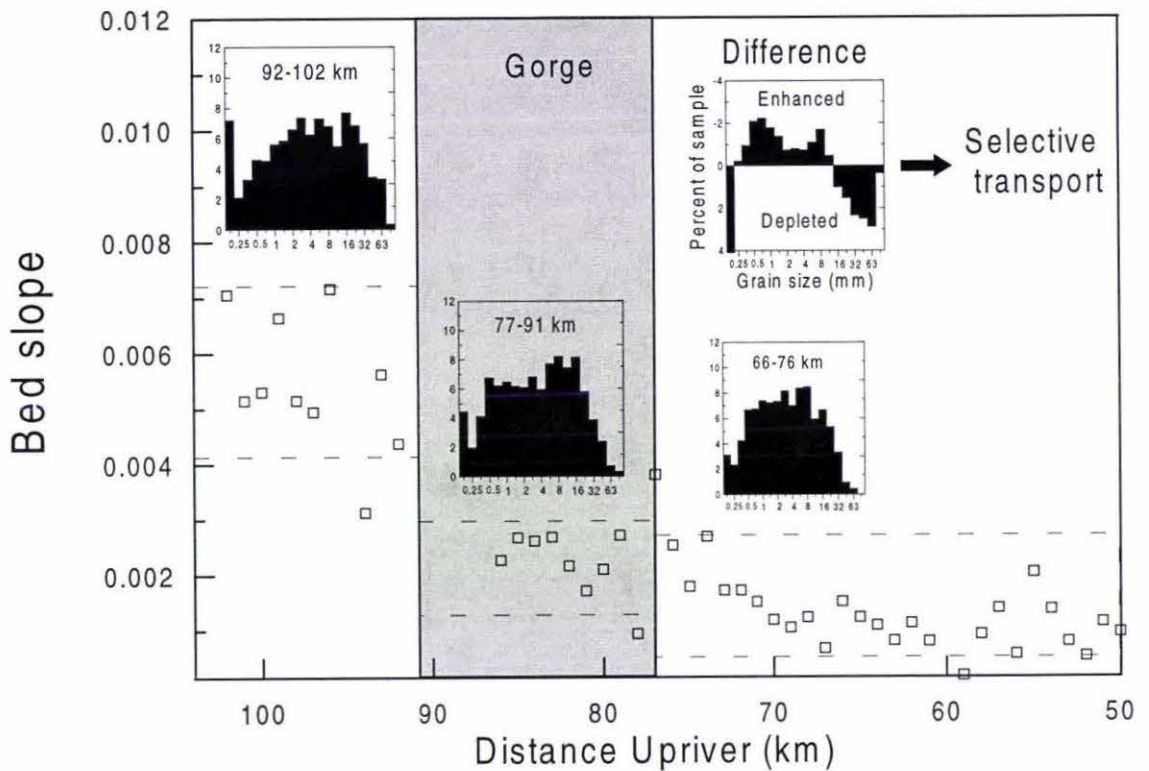 0.012
0.010
0.008
0.006
0.004
0.002
Bed slope
12
10
8
6
4
2
0
92-102 km
0.25 0.5 1 2 4 8 16 32 63
Gorge
12
10
8
6
4
2
0
77-91 km
0.25 0.5 1 2 4 8 16 32 63
Difference
Percent of sample
-4
-2
0
2
4
Enhanced
Depleted
0.25 0.5 1 2 4 8 16 32 63
Grain size (mm)
Selective
transport
12
10
8
6
4
2
0
66-76 km
0.25 0.5 1 2 4 8 16 32 63
100 90 80 70 60 50
Distance Upriver (km)